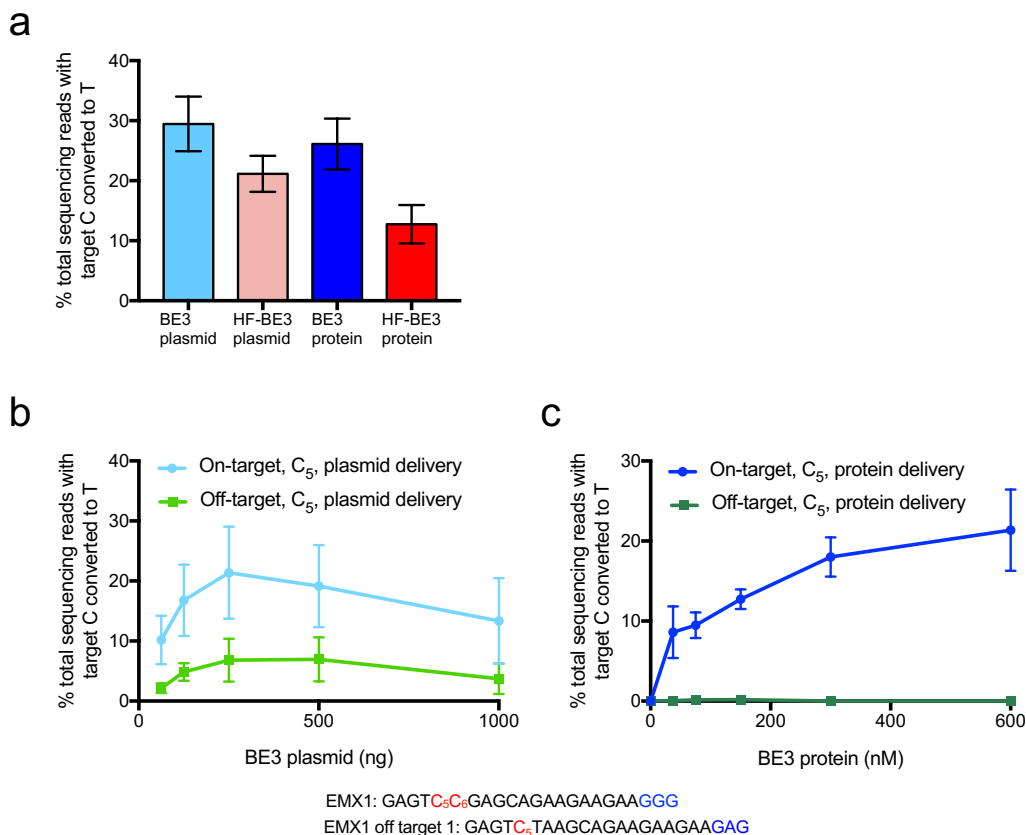 a
% total sequencing reads with
target C converted to T
40
30
20
10
0
BE3
plasmid
HF-BE3
plasmid
BE3
protein
HF-BE3
protein
b
% total sequencing reads with
target C converted to T
40
30
20
10
0
On-target, C₅, plasmid delivery
Off-target, C₅, plasmid delivery
0
500
1000
BE3 plasmid (ng)
c
% total sequencing reads with
target C converted to T
30
20
10
0
On-target, C₅, protein delivery
Off-target, C₅, protein delivery
0
200
400
600
BE3 protein (nM)
EMX1: GAGTC₅C₆GAGCAGAAGAAGAAGGG
EMX1 off target 1: GAGTC₅TAAGCAGAAGAAGAAGAG